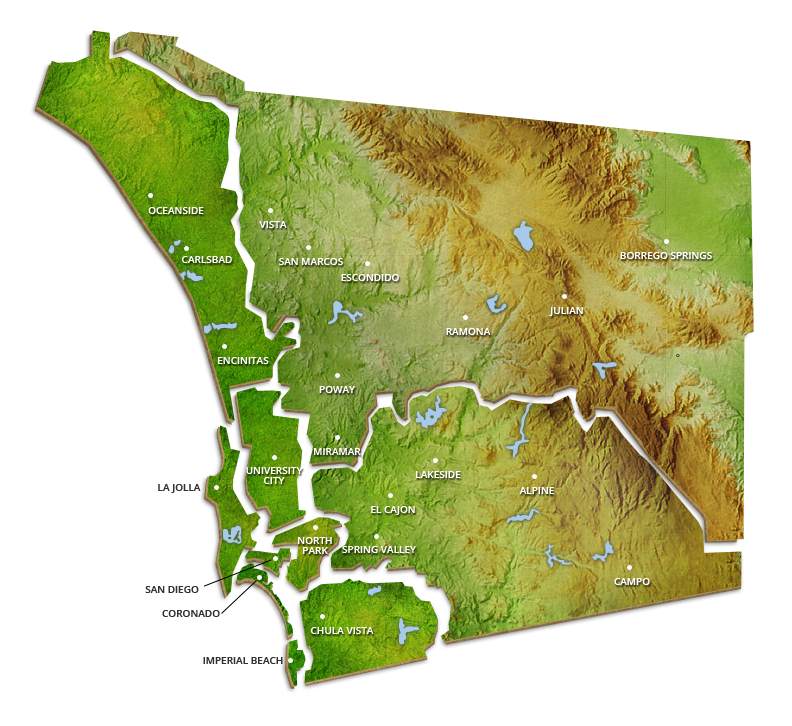 OCEANSIDE
VISTA
CARLSBAD
SAN MARCOS
ESCONDIDO
BORREGO SPRINGS
JULIAN
RAMONA
ENCINITAS
POWAY
MIRAMAR
UNIVERSITY
CITY
LAKESIDE
LA JOLLA
ALPINE
EL CAJON
NORTH
PARK
SPRING VALLEY
CAMPO
SAN DIEGO
CORONADO
CHULA VISTA
IMPERIAL BEACH